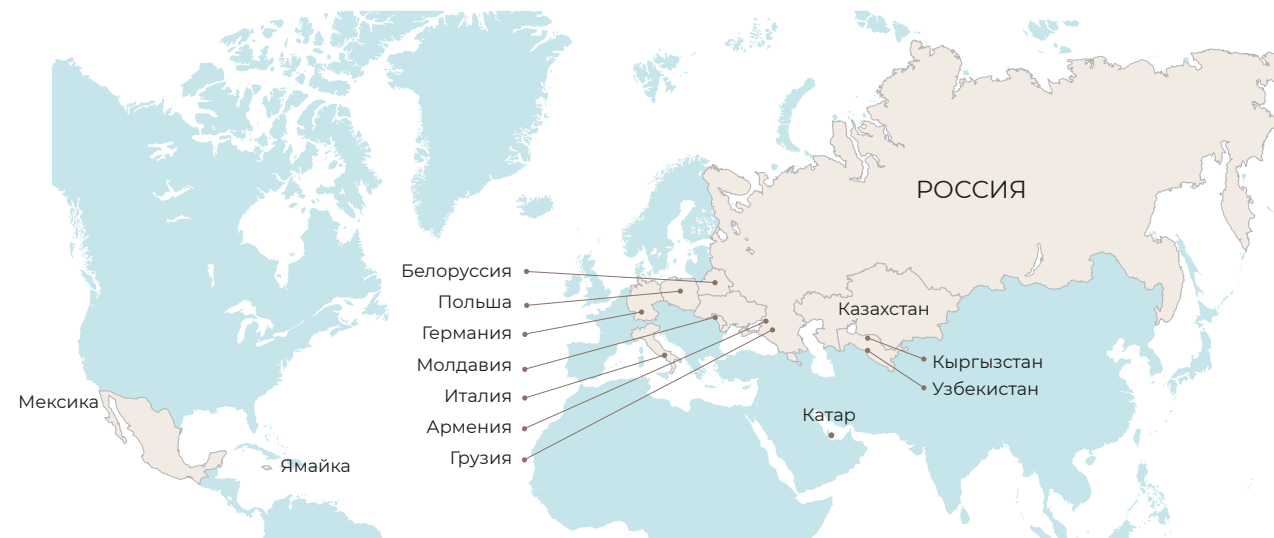 РОССИЯ
Белоруссия
Польша
Германия
Казахстан
Молдавия
Кыргызстан
Италия
Узбекистан
Мексика
Катар
Армения
Грузия
Ямайка